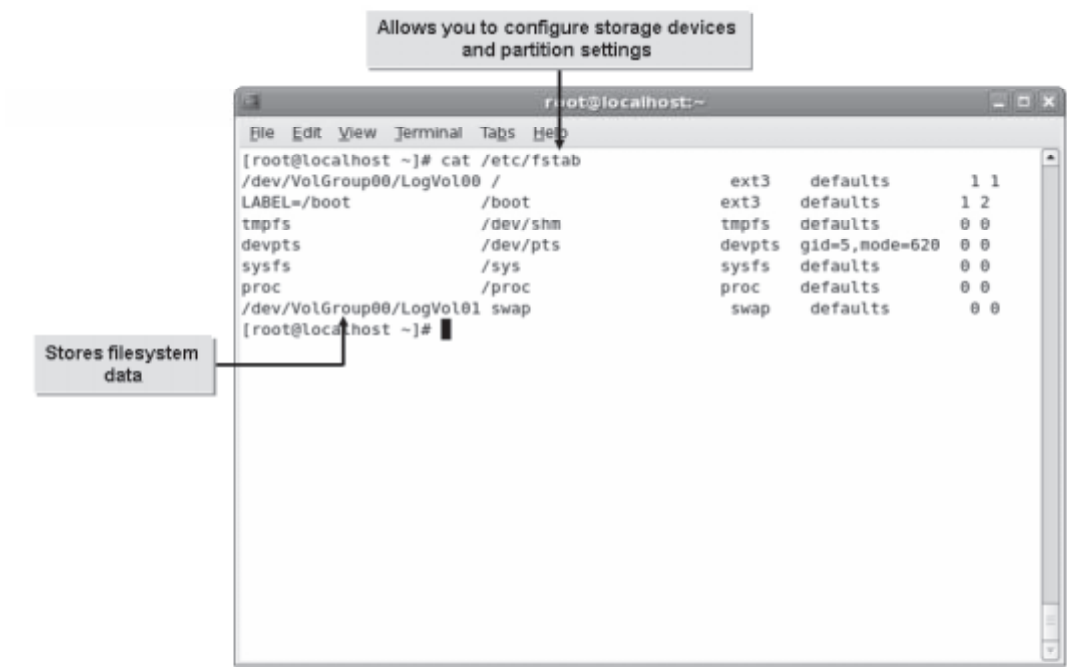 Allows you to configure storage devices
and partition settings
root@localhost:~
File Edit View Terminal Tabs Help
[root@localhost ~]# cat /etc/fstab
/dev/VolGroup00/LogVol00 / ext3 defaults 1 1
LABEL=/boot /boot ext3 defaults 1 2
tmpfs /dev/shm tmpfs defaults 0 0
devpts /dev/pts devpts gid=5,mode=620 0 0
sysfs /sys sysfs defaults 0 0
proc /proc proc defaults 0 0
/dev/VolGroup00/LogVol01 swap swap defaults 0 0
[root@localhost ~]#
Stores filesystem
data